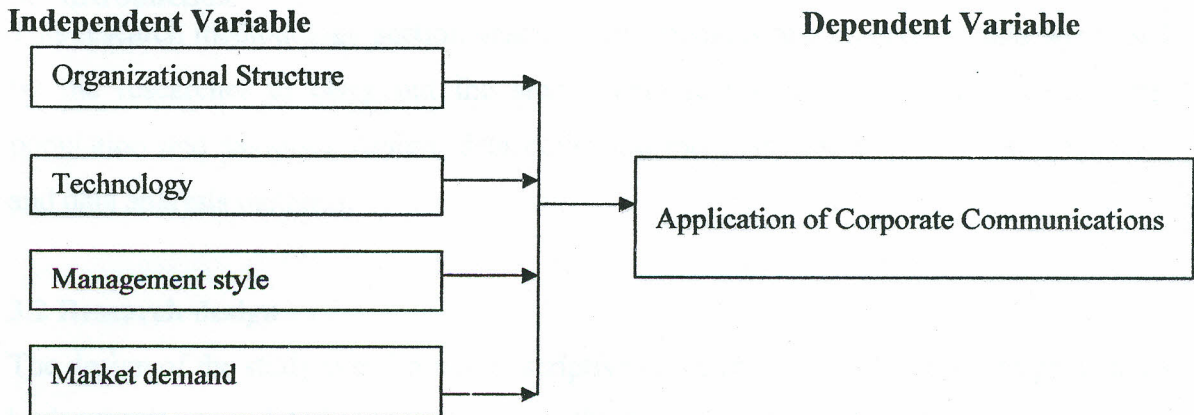 Independent Variable
Dependent Variable
Organizational Structure
Technology
Application of Corporate Communications
Management style
Market demand